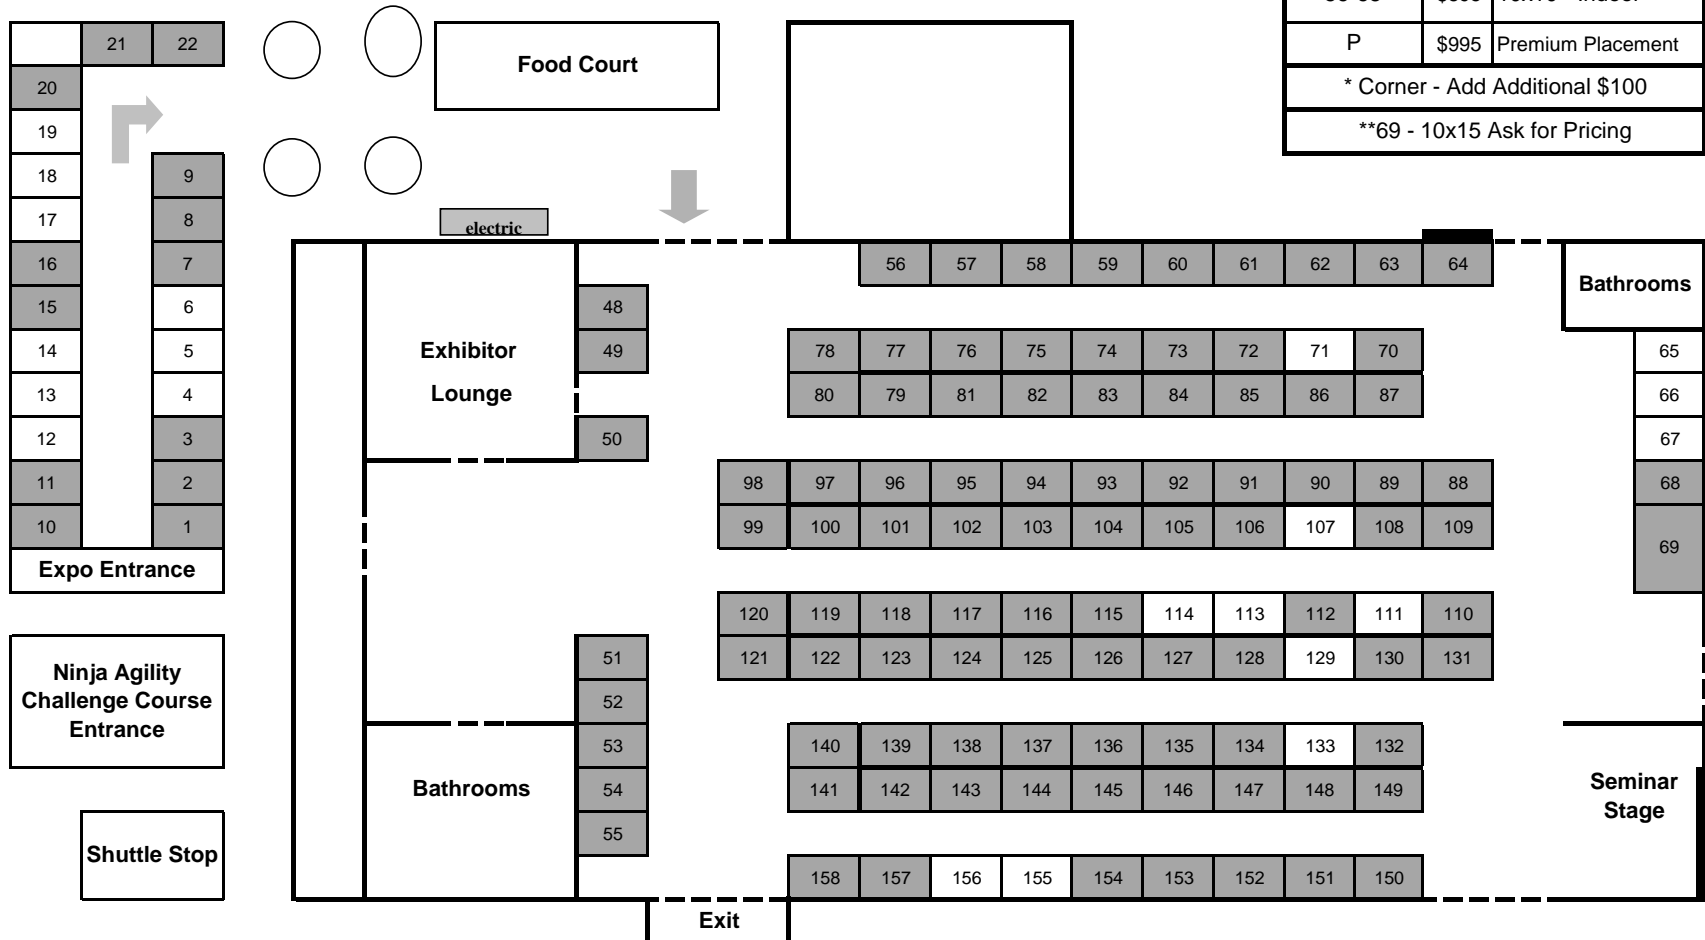 P $995 Premium Placement
* Corner - Add Additional $100
**69 - 10x15 Ask for Pricing
21 22
Food Court
20
19
18 9
17 8
electric
16 7
56 57 58 59 60 61 62 63 64
Bathrooms
15 6
48
14 5
Exhibitor
49
78 77 76 75 74 73 72 71 70
65
13 4
Lounge
80 79 81 82 83 84 85 86 87
66
12 3
50
67
11 2
98 97 96 95 94 93 92 91 90 89 88
68
10 1
99 100 101 102 103 104 105 106 107 108 109
69
Expo Entrance
120 119 118 117 116 115 114 113 112 111 110
51
121 122 123 124 125 126 127 128 129 130 131
Ninja Agility
Challenge Course
Entrance
52
53
140 139 138 137 136 135 134 133 132
Bathrooms
54
141 142 143 144 145 146 147 148 149
Seminar
Stage
55
Shuttle Stop
158 157 156 155 154 153 152 151 150
Exit